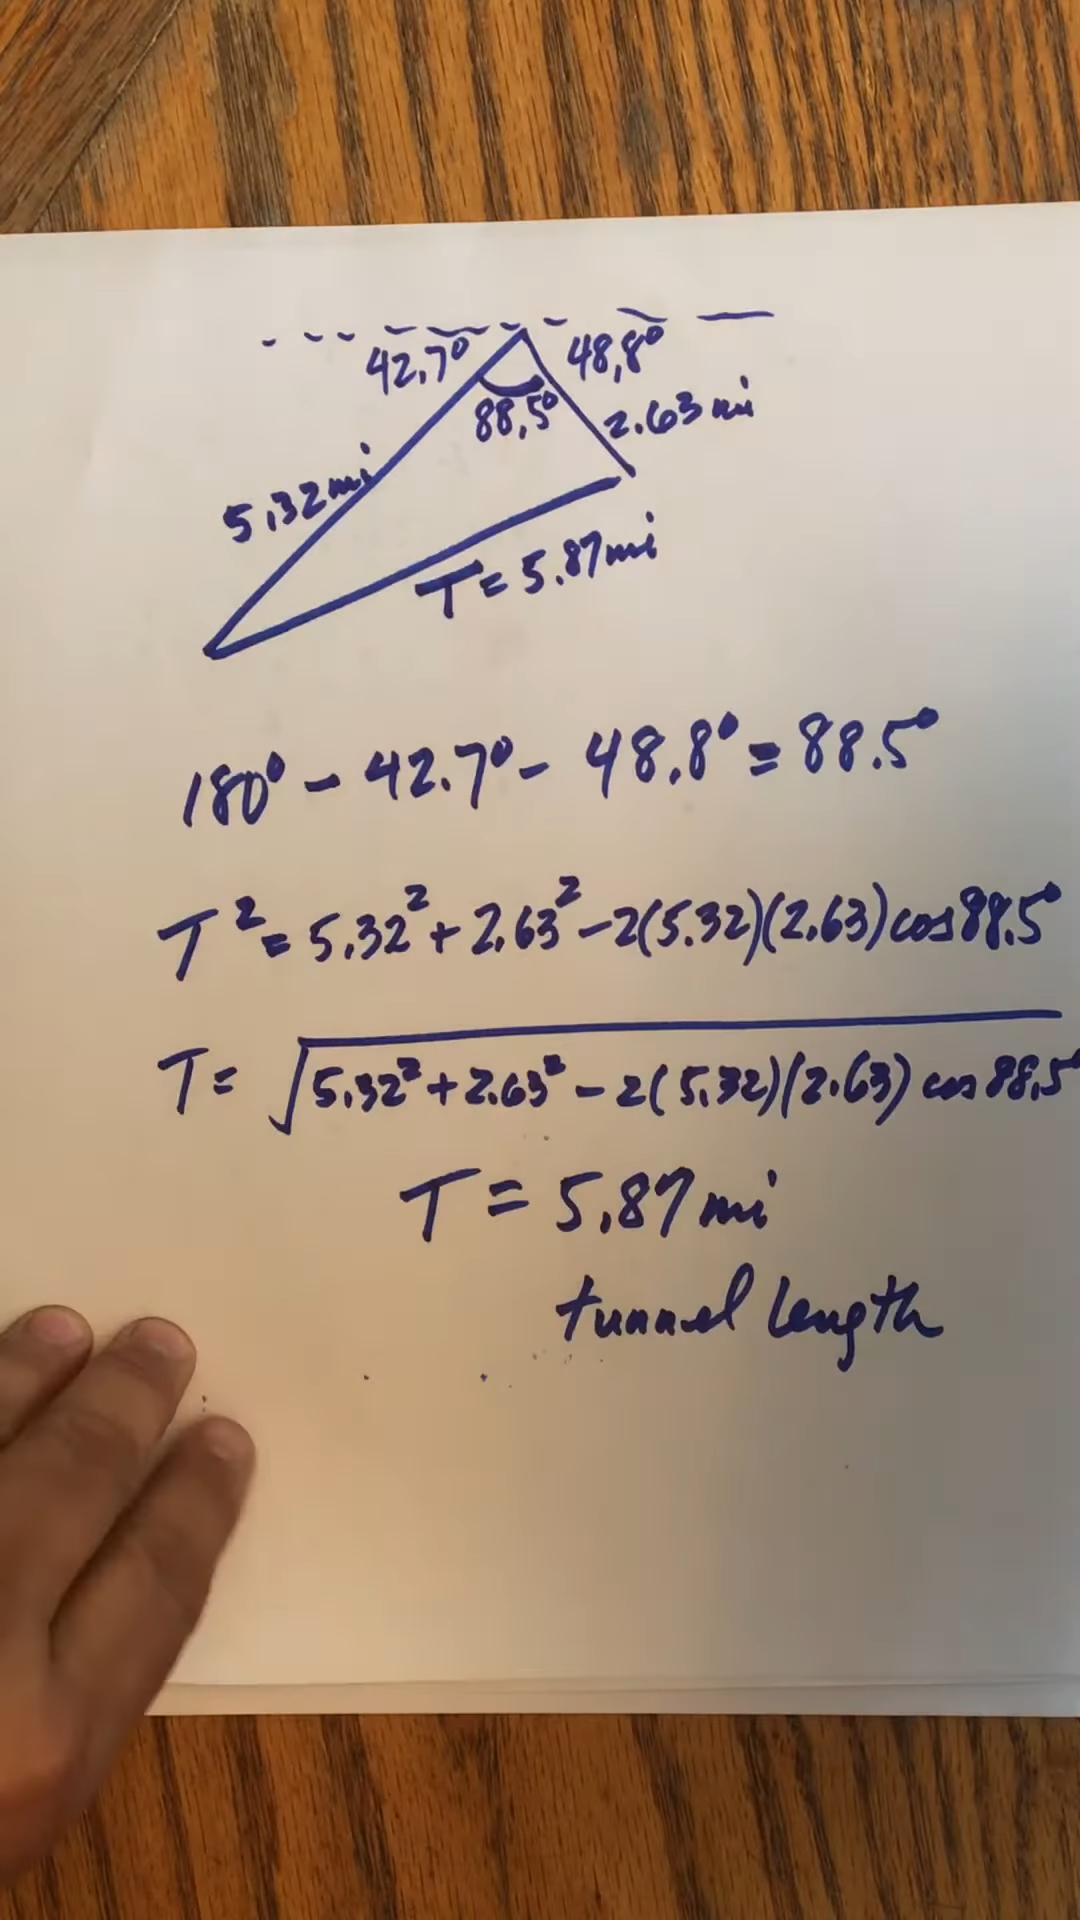 42.7° 48.8°
88.5° 2.63 mi
5.32 mi
T = 5.87 mi
180° - 42.7° - 48.8° = 88.5°
T² = 5.32² + 2.63² - 2(5.32)(2.63) cos 88.5°
T = √5.32² + 2.63² - 2(5.32)(2.63) cos 88.5°
T = 5.87 mi
tunnel length